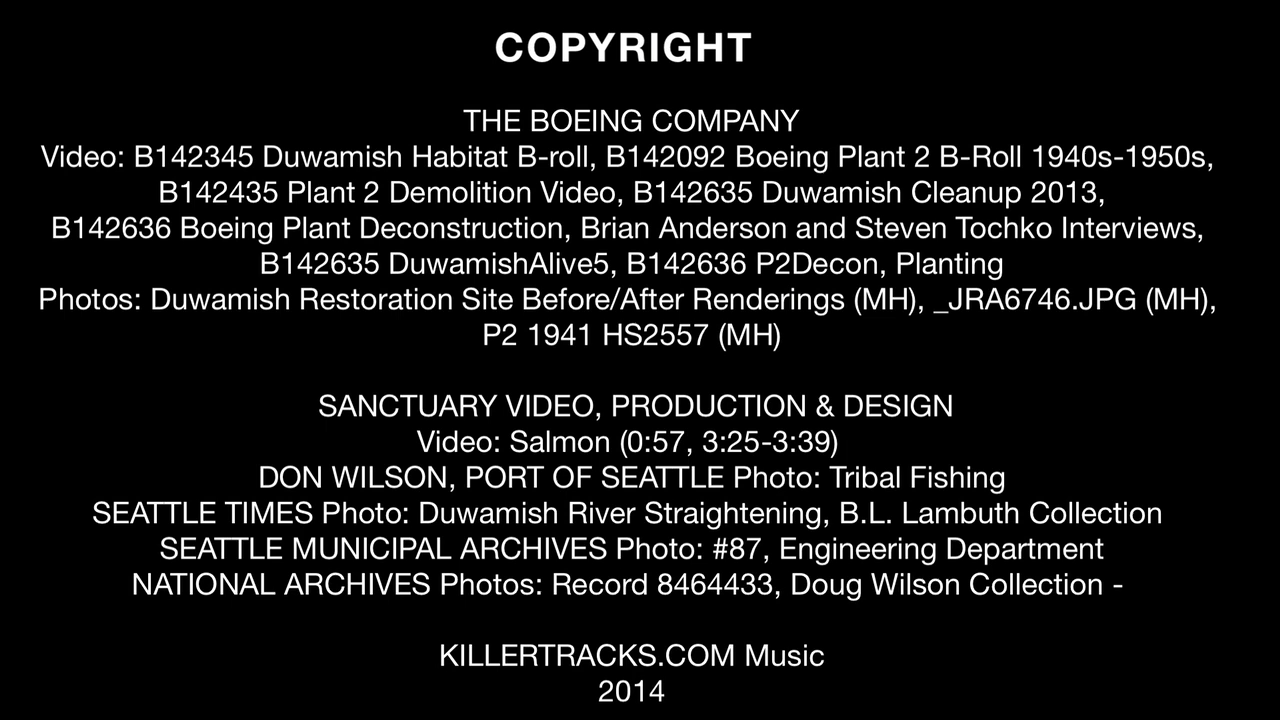 COPYRIGHT
THE BOEING COMPANY
Video: B142345 Duwamish Habitat B-roll, B142092 Boeing Plant 2 B-Roll 1940s-1950s,
B142435 Plant 2 Demolition Video, B142635 Duwamish Cleanup 2013,
B142636 Boeing Plant Deconstruction, Brian Anderson and Steven Tochko Interviews,
B142635 DuwamishAlive5, B142636 P2Decon, Planting
Photos: Duwamish Restoration Site Before/After Renderings (MH), _JRA6746.JPG (MH),
P2 1941 HS2557 (MH)
SANCTUARY VIDEO, PRODUCTION & DESIGN
Video: Salmon (0:57, 3:25-3:39)
DON WILSON, PORT OF SEATTLE Photo: Tribal Fishing
SEATTLE TIMES Photo: Duwamish River Straightening, B.L. Lambuth Collection
SEATTLE MUNICIPAL ARCHIVES Photo: #87, Engineering Department
NATIONAL ARCHIVES Photos: Record 8464433, Doug Wilson Collection -
KILLERTRACKS.COM Music
2014